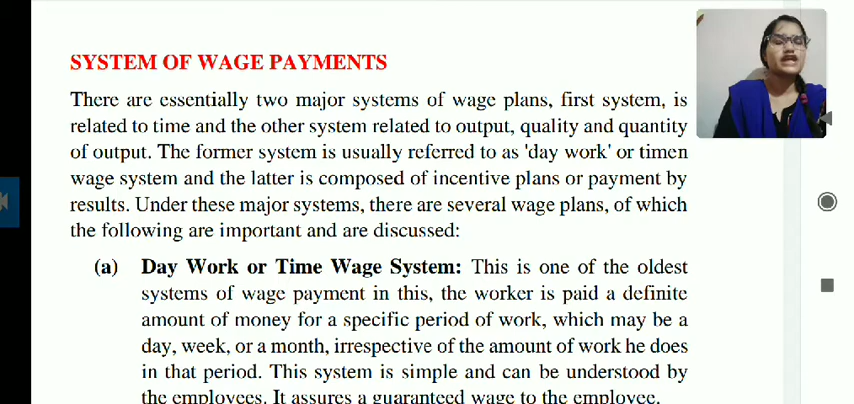 SYSTEM OF WAGE PAYMENTS
There are essentially two major systems of wage plans, first system, is
related to time and the other system related to output, quality and quantity
of output. The former system is usually referred to as 'day work' or timen
wage system and the latter is composed of incentive plans or payment by
results. Under these major systems, there are several wage plans, of which
the following are important and are discussed:
(a) Day Work or Time Wage System: This is one of the oldest
systems of wage payment in this, the worker is paid a definite
amount of money for a specific period of work, which may be a
day, week, or a month, irrespective of the amount of work he does
in that period. This system is simple and can be understood by
the employees. It assures a guaranteed wage to the employee.